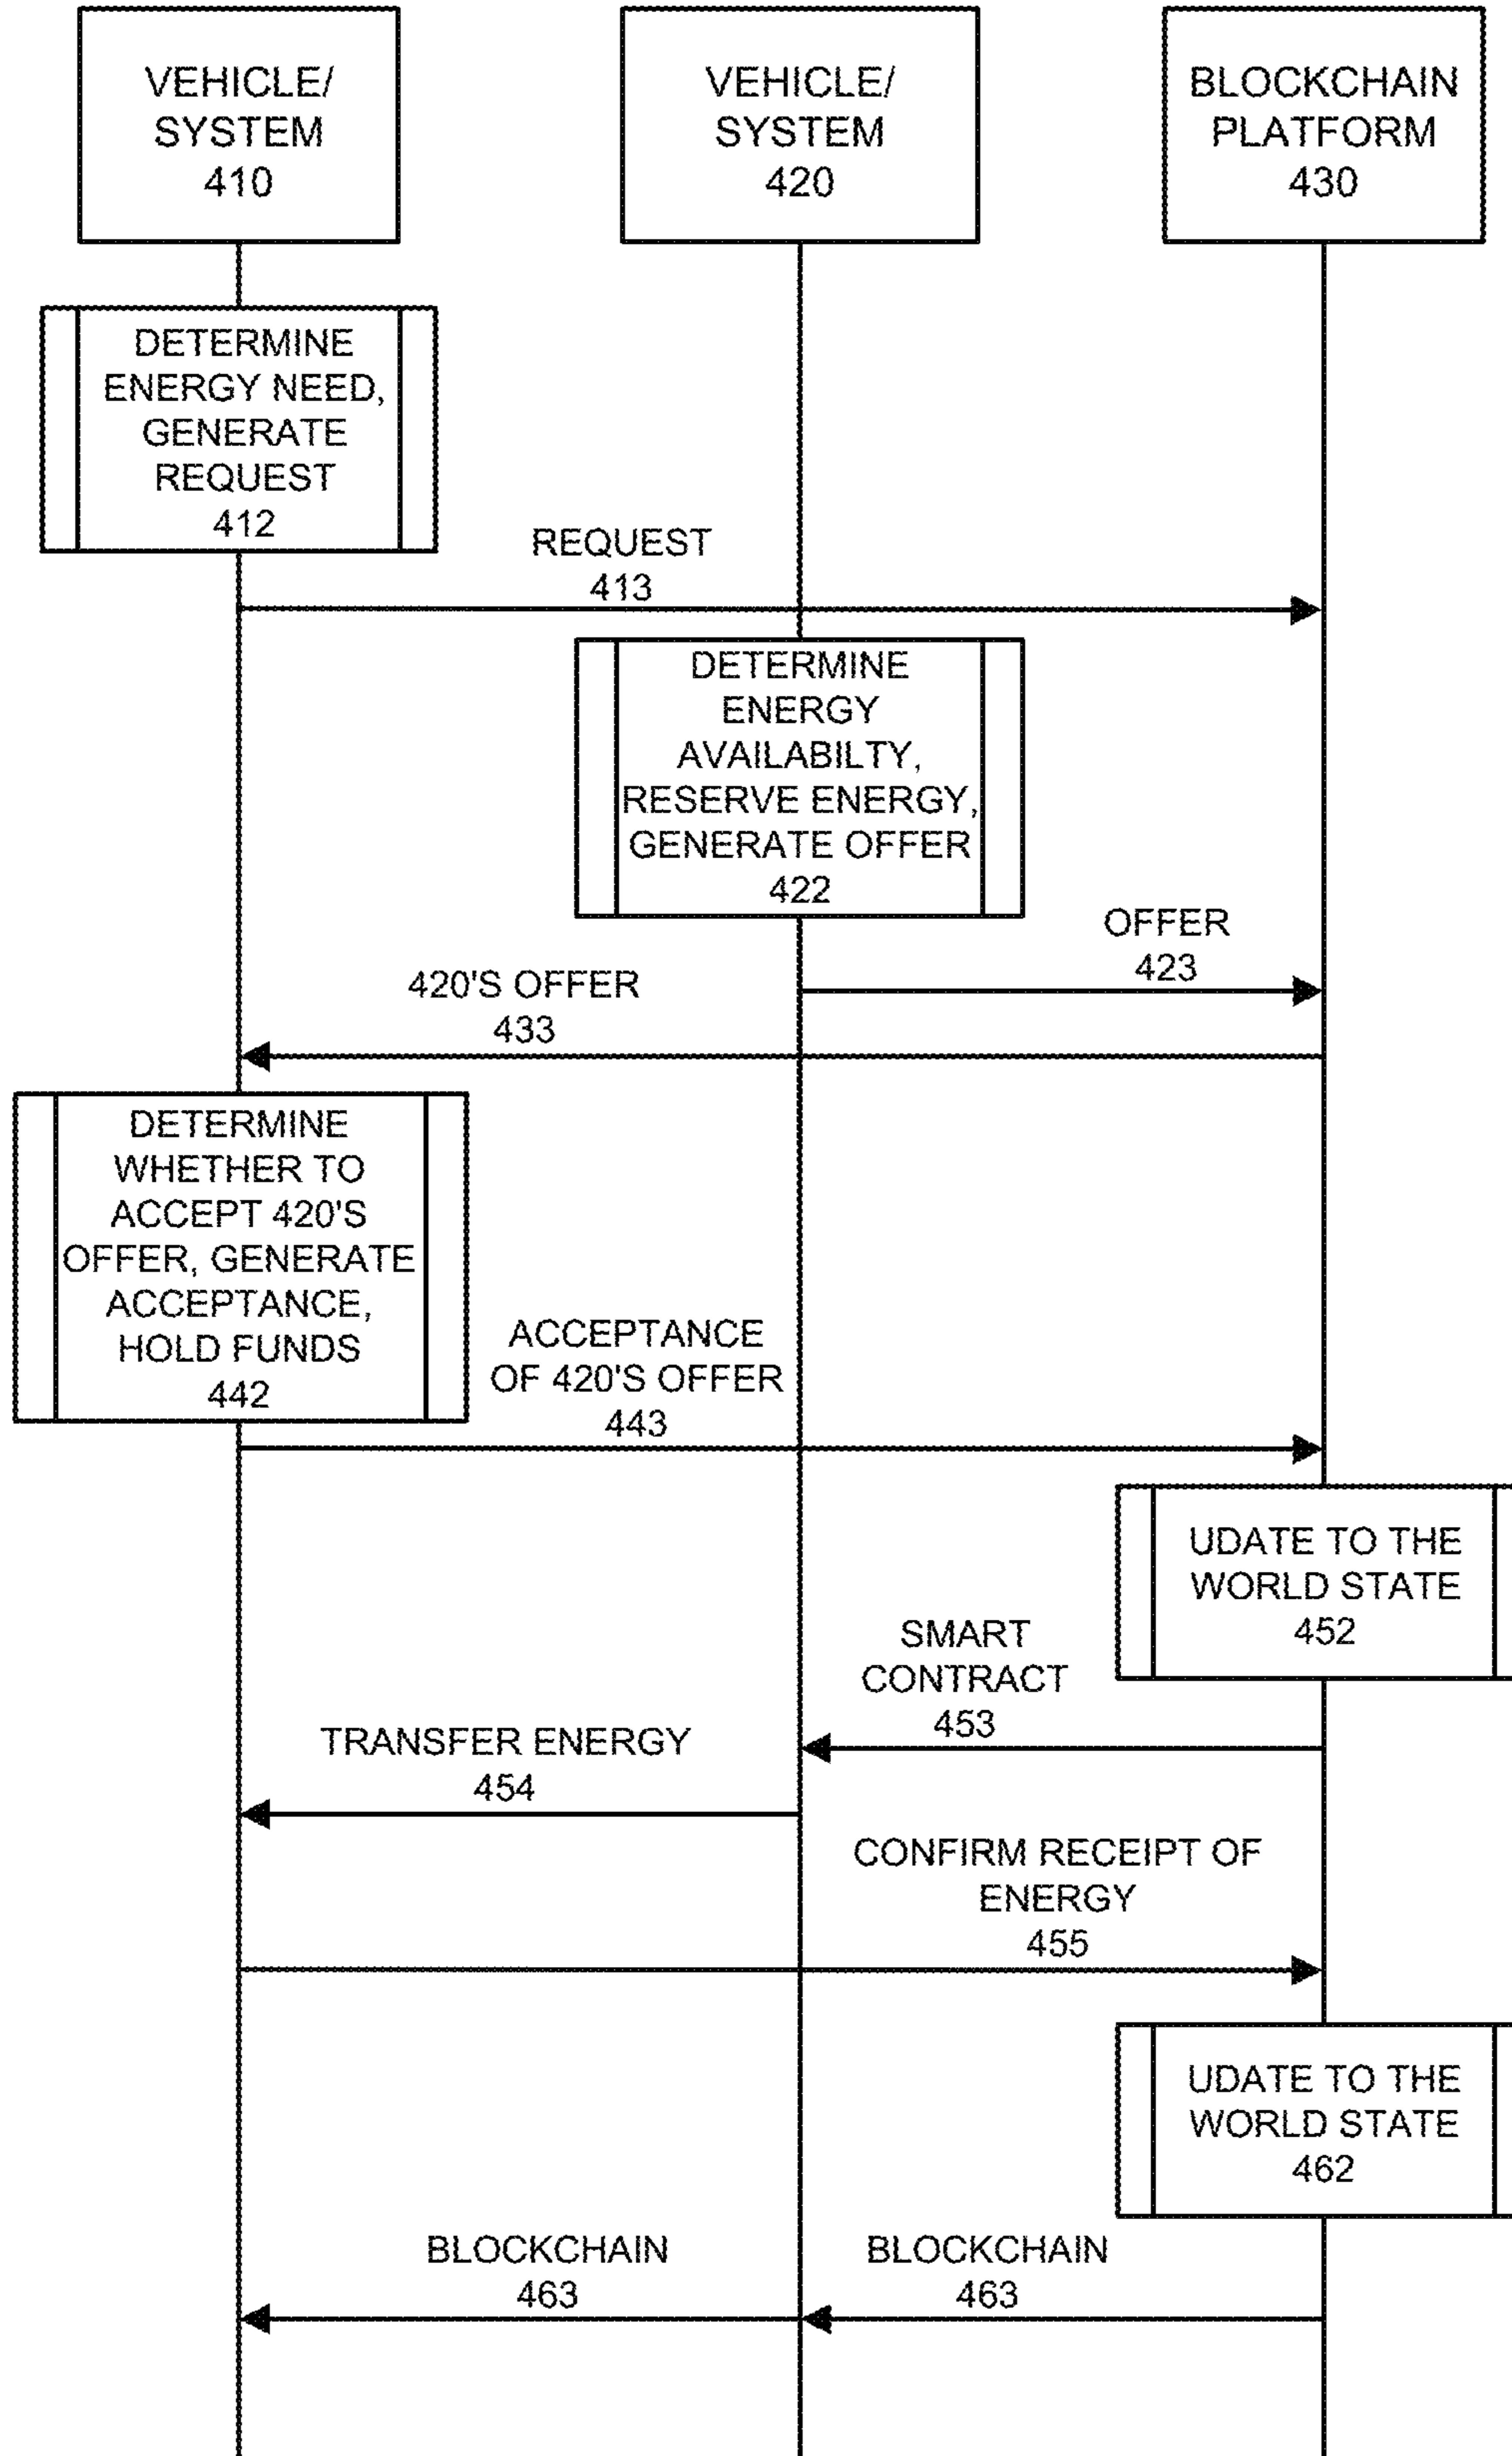 VEHICLE/
SYSTEM
410
VEHICLE/
SYSTEM
420
BLOCKCHAIN
PLATFORM
430
DETERMINE
ENERGY NEED,
GENERATE
REQUEST
412
REQUEST
413
DETERMINE
ENERGY
AVAILABILTY,
RESERVE ENERGY,
GENERATE OFFER
422
OFFER
423
420'S OFFER
433
DETERMINE
WHETHER TO
ACCEPT 420'S
OFFER, GENERATE
ACCEPTANCE,
HOLD FUNDS
442
ACCEPTANCE
OF 420'S OFFER
443
UDATE TO THE
WORLD STATE
452
SMART
CONTRACT
453
TRANSFER ENERGY
454
CONFIRM RECEIPT OF
ENERGY
455
UDATE TO THE
WORLD STATE
462
BLOCKCHAIN
463
BLOCKCHAIN
463